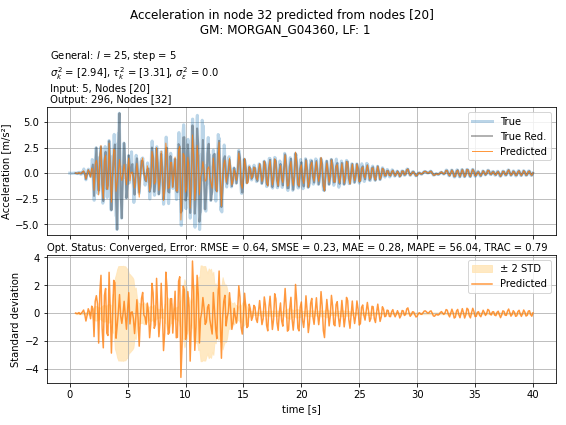 Acceleration in node 32 predicted from nodes [20]
GM: MORGAN_G04360, LF: 1
General: l = 25, step = 5
σ²ₖ = [2.94], τ²ₖ = [3.31], σ²ᵣ = 0.0
Input: 5, Nodes [20]
Output: 296, Nodes [32]
Acceleration [m/s²]
5.0
2.5
0.0
−2.5
−5.0
True
True Red.
Predicted
Opt. Status: Converged, Error: RMSE = 0.64, SMSE = 0.23, MAE = 0.28, MAPE = 56.04, TRAC = 0.79
Standard deviation
4
2
0
−2
−4
± 2 STD
Predicted
0 5 10 15 20 25 30 35 40
time [s]